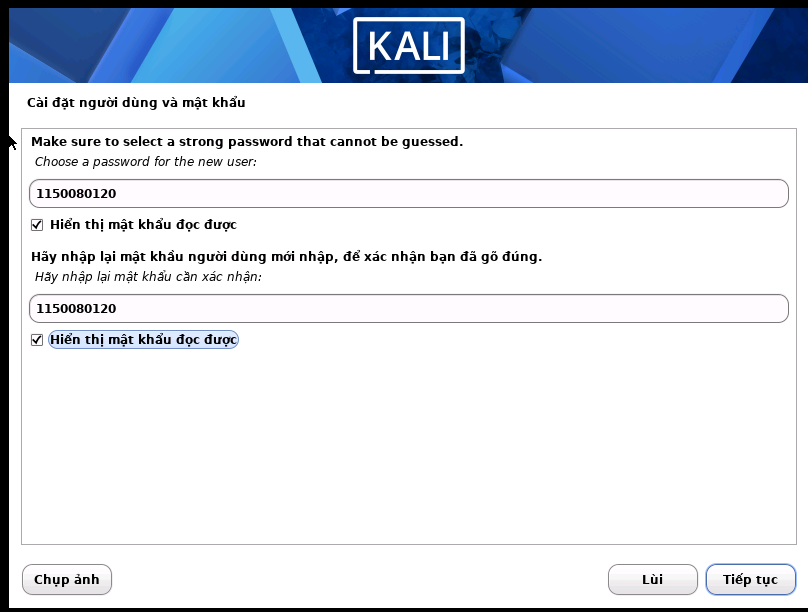 KALI
Cài đặt người dùng và mật khẩu
Make sure to select a strong password that cannot be guessed.
Choose a password for the new user:
1150080120
Hiển thị mật khẩu đọc được
Hãy nhập lại mật khẩu người dùng mới nhập, để xác nhận bạn đã gõ đúng.
Hãy nhập lại mật khẩu cần xác nhận:
1150080120
Hiển thị mật khẩu đọc được
Chụp ảnh
Lùi
Tiếp tục